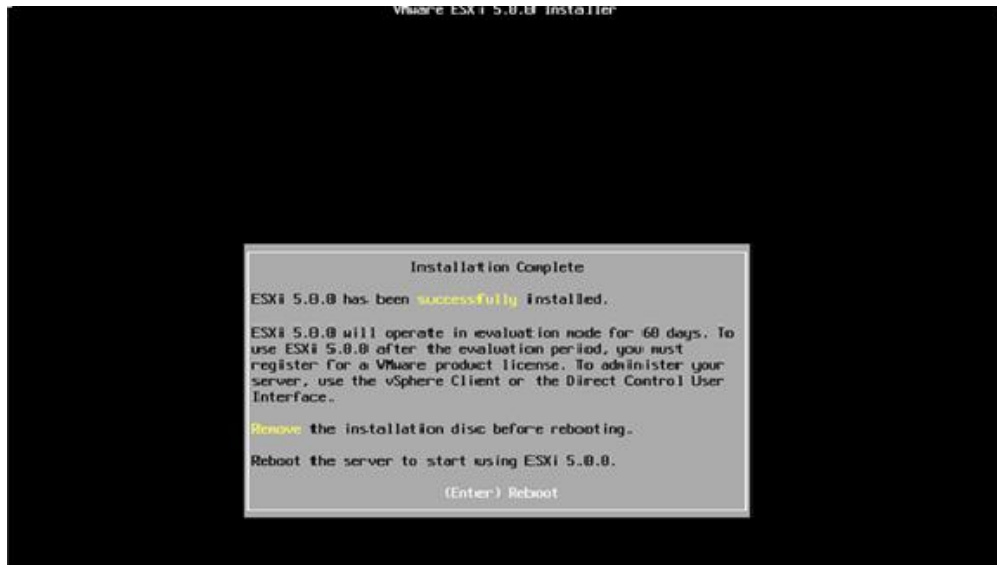 VMware ESXi 5.0.0 Installer
Installation Complete
ESXi 5.0.0 has been successfully installed.
ESXi 5.0.0 will operate in evaluation mode for 60 days. To
use ESXi 5.0.0 after the evaluation period, you must
register for a VMware product license. To administer your
server, use the vSphere Client or the Direct Control User
Interface.
Remove the installation disc before rebooting.
Reboot the server to start using ESXi 5.0.0.
(Enter) Reboot